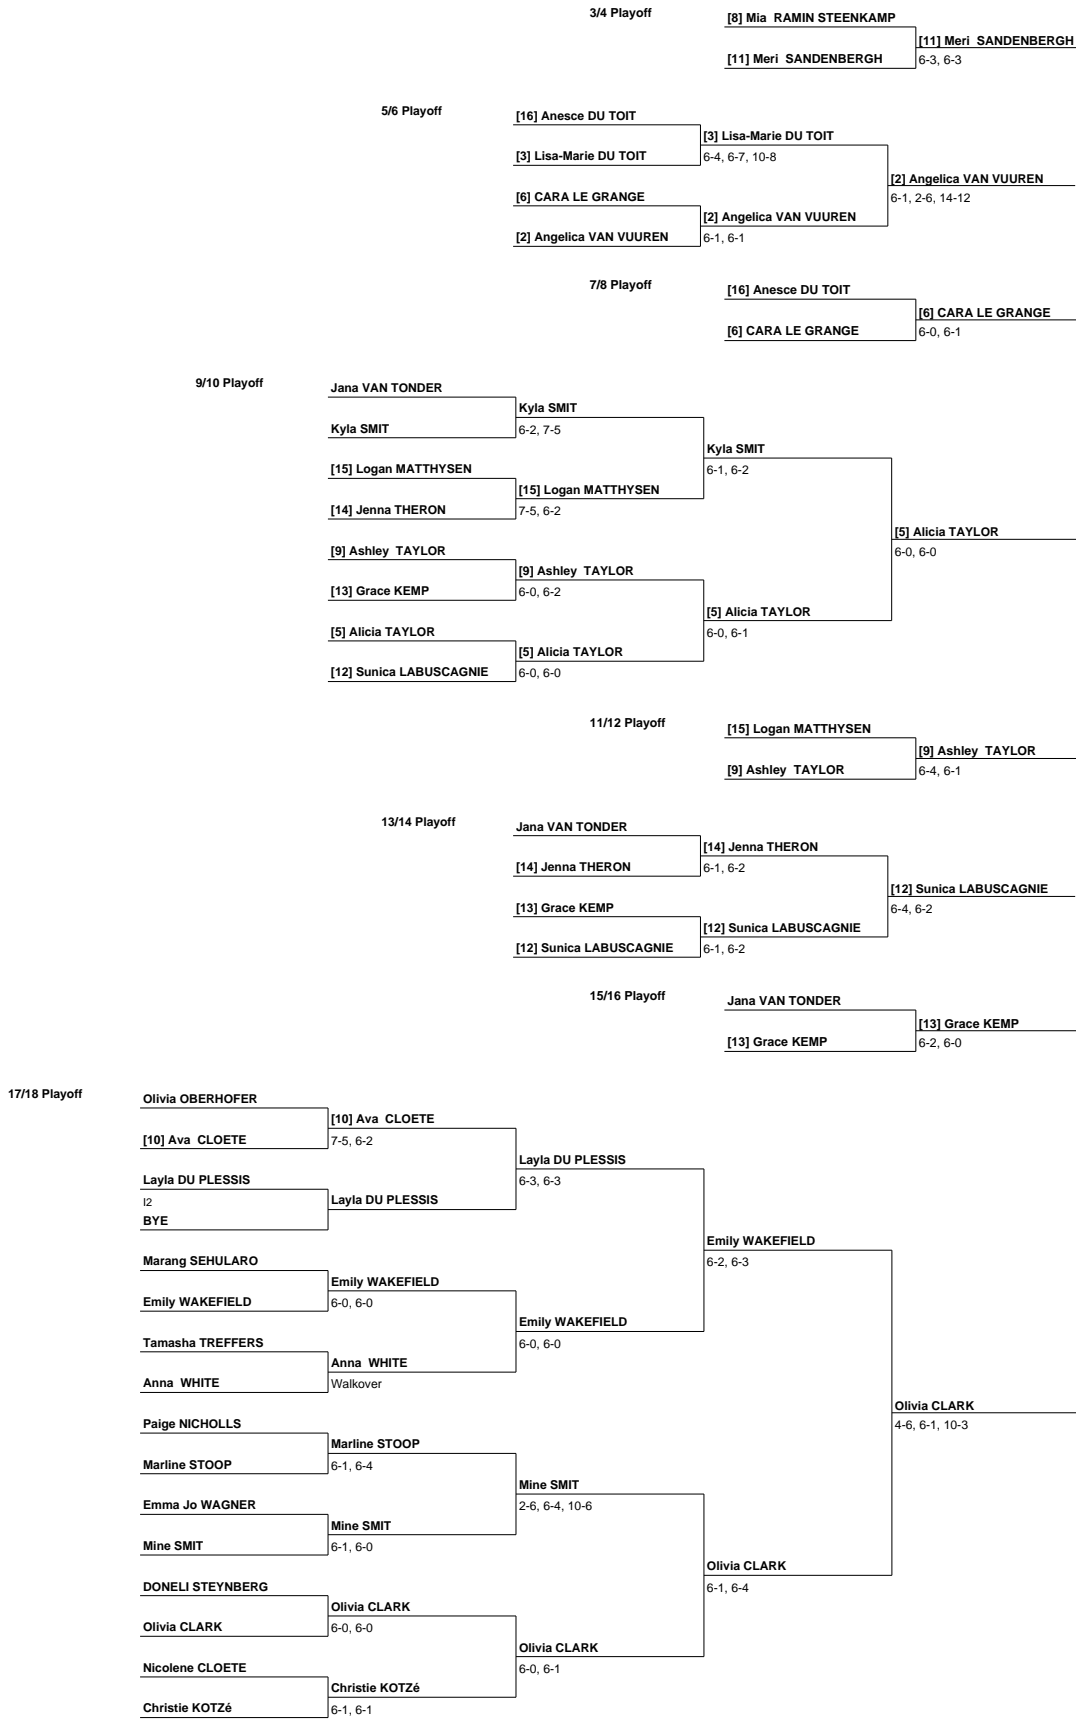 3/4 Playoff
[8] Mia  RAMIN STEENKAMP
[11] Meri  SANDENBERGH
[11] Meri  SANDENBERGH
6-3, 6-3
5/6 Playoff
[16] Anesce DU TOIT
[3] Lisa-Marie DU TOIT
[3] Lisa-Marie DU TOIT
6-4, 6-7, 10-8
[2] Angelica VAN VUUREN
6-1, 2-6, 14-12
[6] CARA LE GRANGE
[2] Angelica VAN VUUREN
[2] Angelica VAN VUUREN
6-1, 6-1
7/8 Playoff
[16] Anesce DU TOIT
[6] CARA LE GRANGE
[6] CARA LE GRANGE
6-0, 6-1
9/10 Playoff
Jana VAN TONDER
Kyla SMIT
Kyla SMIT
6-2, 7-5
Kyla SMIT
6-1, 6-2
[15] Logan MATTHYSEN
[15] Logan MATTHYSEN
[14] Jenna THERON
7-5, 6-2
[5] Alicia TAYLOR
6-0, 6-0
[9] Ashley  TAYLOR
[9] Ashley  TAYLOR
[13] Grace KEMP
6-0, 6-2
[5] Alicia TAYLOR
6-0, 6-1
[5] Alicia TAYLOR
[5] Alicia TAYLOR
[12] Sunica LABUSCAGNIE
6-0, 6-0
11/12 Playoff
[15] Logan MATTHYSEN
[9] Ashley  TAYLOR
[9] Ashley  TAYLOR
6-4, 6-1
13/14 Playoff
Jana VAN TONDER
[14] Jenna THERON
[14] Jenna THERON
6-1, 6-2
[12] Sunica LABUSCAGNIE
6-4, 6-2
[13] Grace KEMP
[12] Sunica LABUSCAGNIE
[12] Sunica LABUSCAGNIE
6-1, 6-2
15/16 Playoff
Jana VAN TONDER
[13] Grace KEMP
[13] Grace KEMP
6-2, 6-0
17/18 Playoff
Olivia OBERHOFER
[10] Ava  CLOETE
[10] Ava  CLOETE
7-5, 6-2
Layla DU PLESSIS
6-3, 6-3
Layla DU PLESSIS
I2
Layla DU PLESSIS
BYE
Emily WAKEFIELD
6-2, 6-3
Marang SEHULARO
Emily WAKEFIELD
Emily WAKEFIELD
6-0, 6-0
Emily WAKEFIELD
6-0, 6-0
Tamasha TREFFERS
Anna  WHITE
Anna  WHITE
Walkover
Olivia CLARK
4-6, 6-1, 10-3
Paige NICHOLLS
Marline STOOP
Marline STOOP
6-1, 6-4
Mine SMIT
2-6, 6-4, 10-6
Emma Jo WAGNER
Mine SMIT
Mine SMIT
6-1, 6-0
Olivia CLARK
6-1, 6-4
DONELI STEYNBERG
Olivia CLARK
Olivia CLARK
6-0, 6-0
Olivia CLARK
6-0, 6-1
Nicolene CLOETE
Christie KOTZé
Christie KOTZé
6-1, 6-1